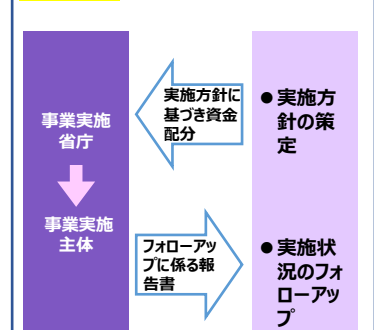 事業実施
省庁
事業実施
主体
実施方針に
基づき資金
配分
フォローアッ
プに係る報
告書
●実施方
針の策
定
●実施状
況のフォ
ローアッ
プ